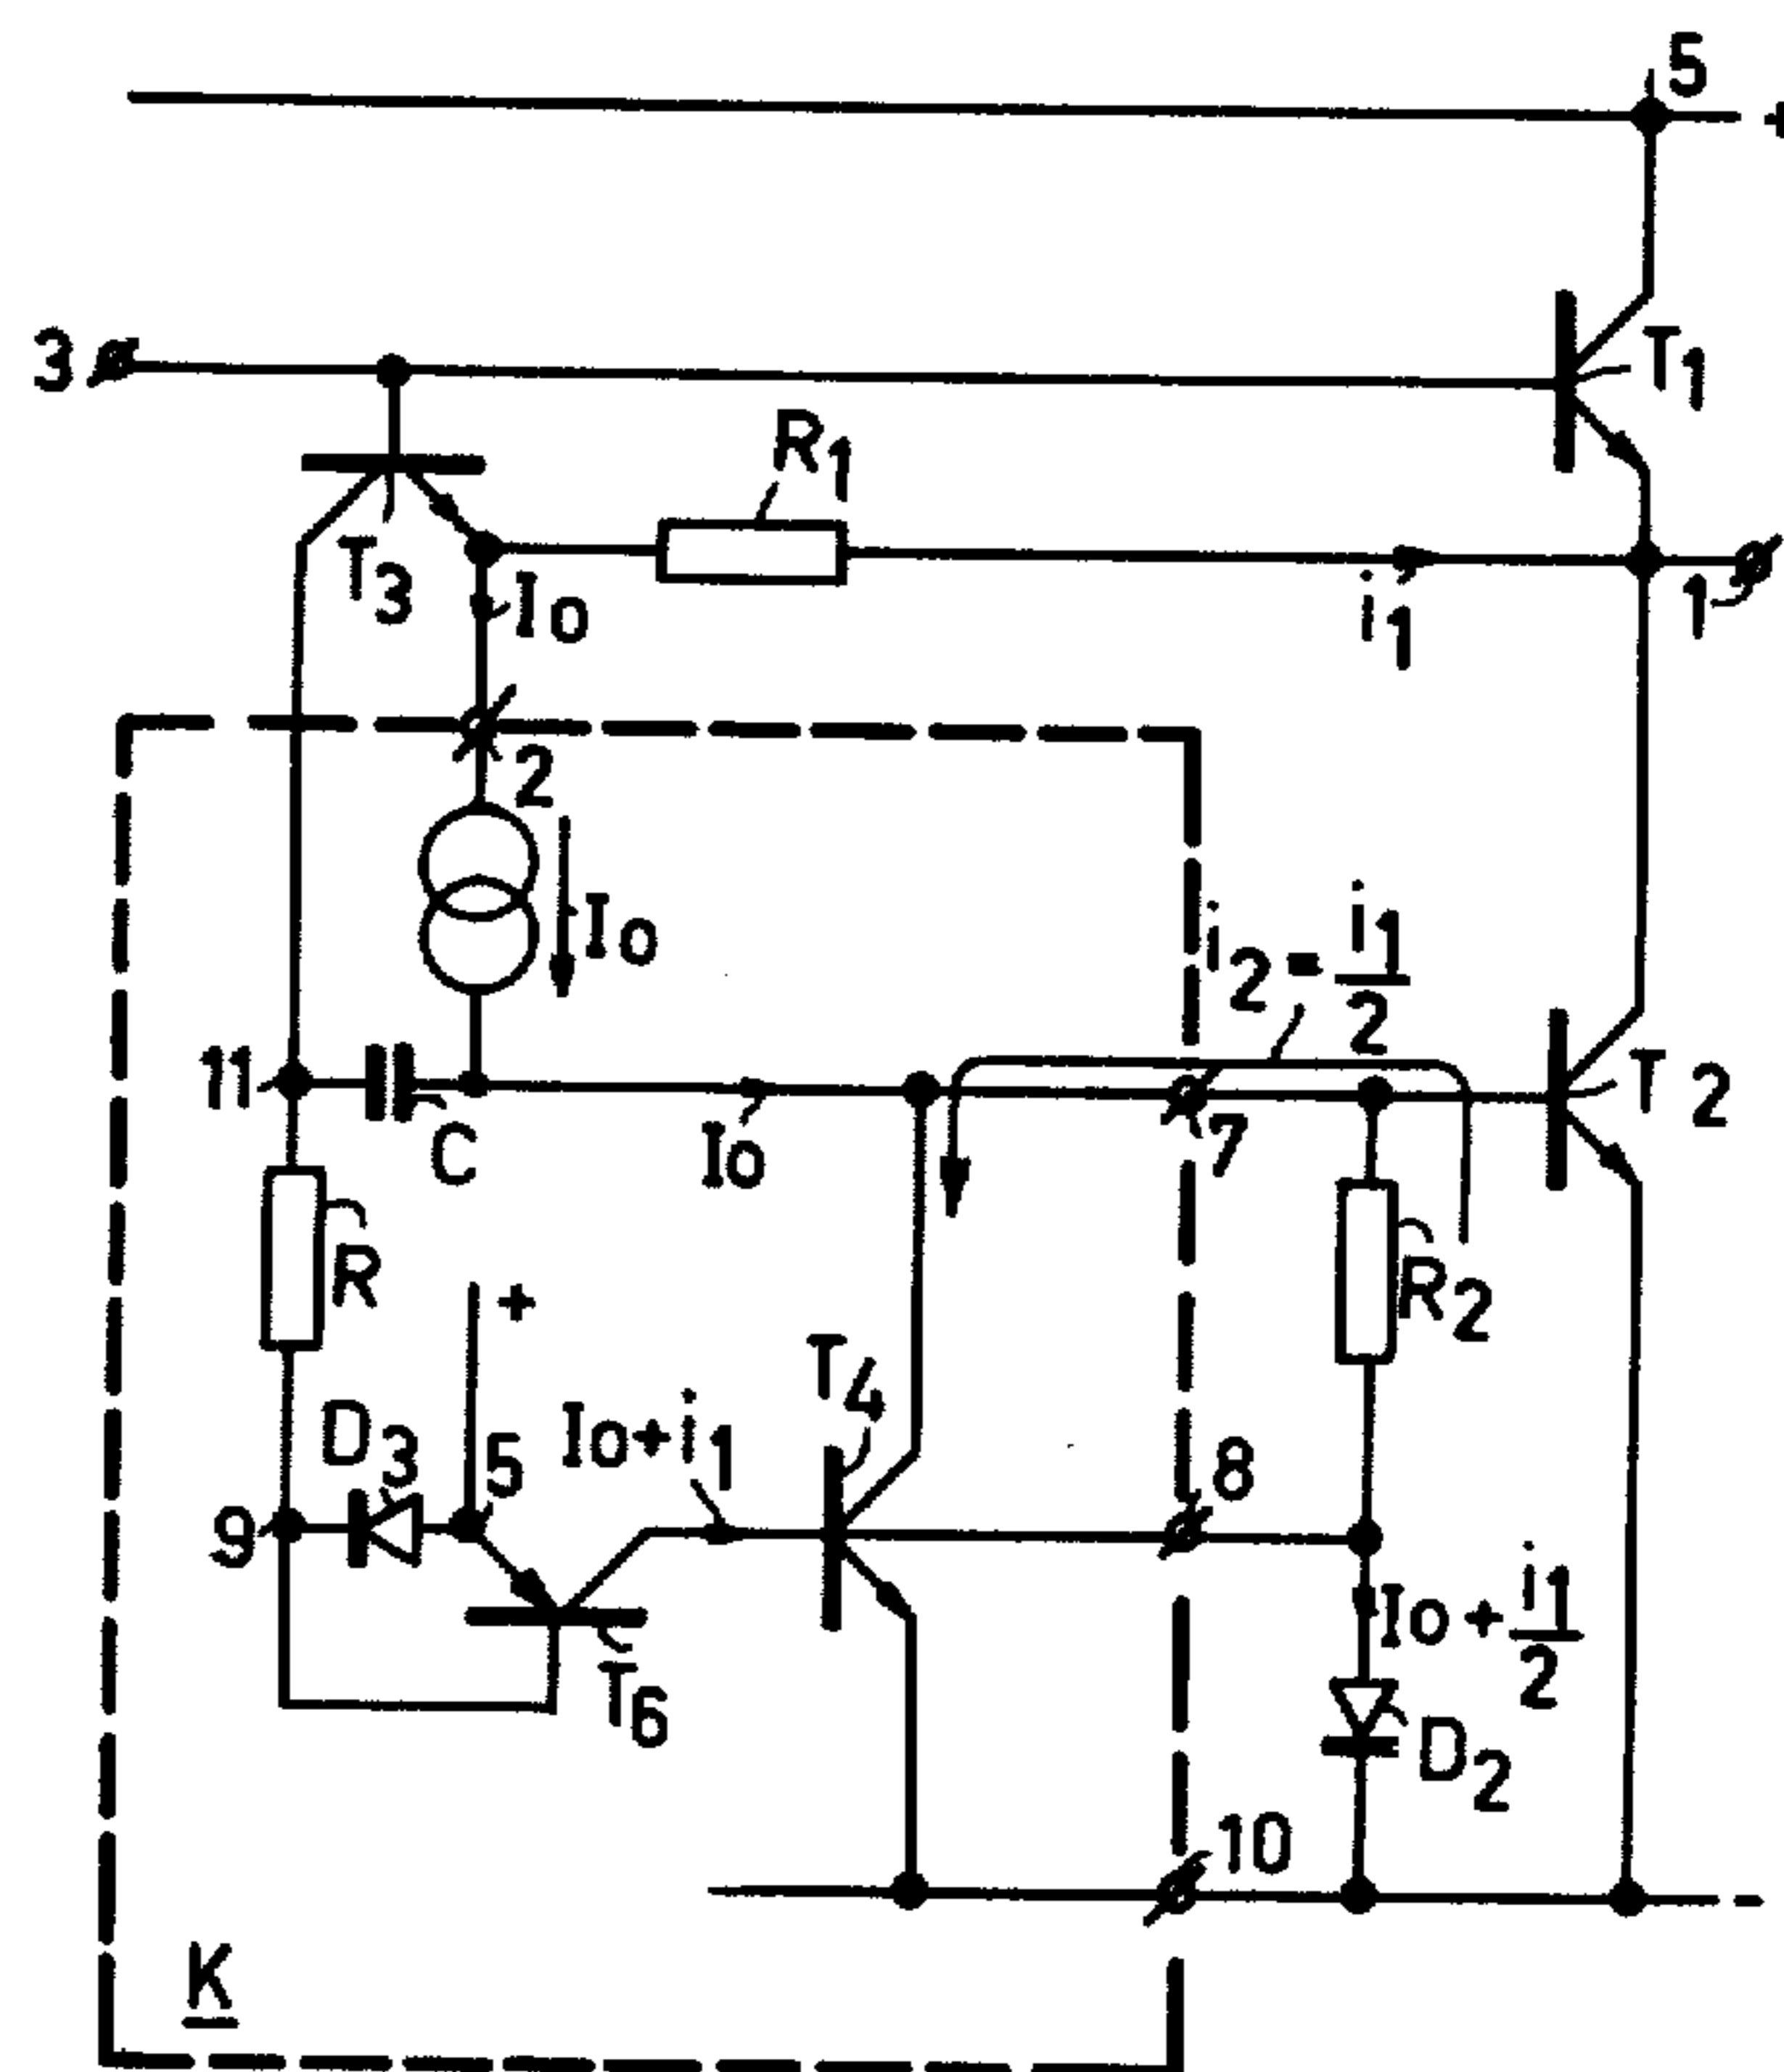 5
+
3
T1
R1
T3
Io
i1
1
2
Io
i2 = i1/2
11
C
Io
7
T2
R
R2
+
T4
D3
5
Io+i1
8
9
Io+i1/2
T6
D2
10
-
K